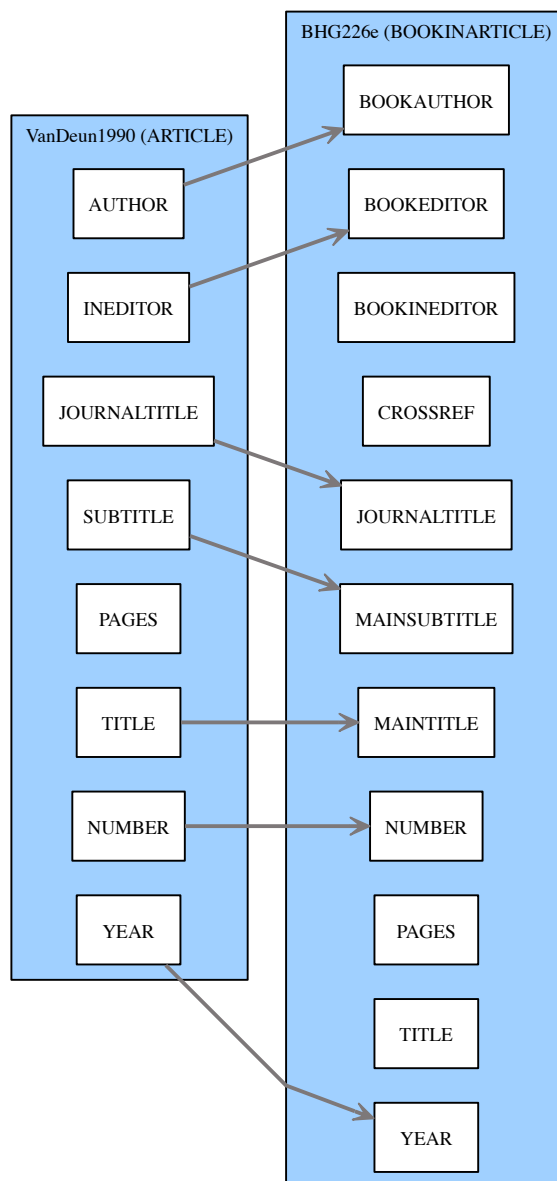 VanDeun1990 (ARTICLE)
AUTHOR
INEDITOR
JOURNALTITLE
SUBTITLE
PAGES
TITLE
NUMBER
YEAR
BHG226e (BOOKINARTICLE)
BOOKAUTHOR
BOOKEDITOR
BOOKINEDITOR
CROSSREF
JOURNALTITLE
MAINSUBTITLE
MAINTITLE
NUMBER
PAGES
TITLE
YEAR